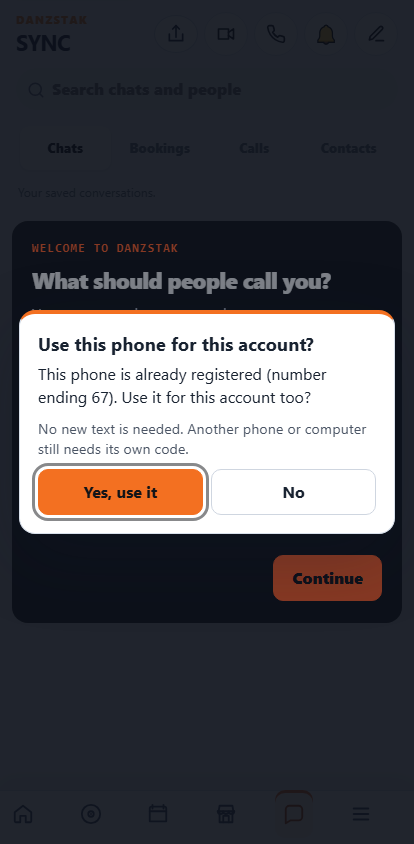 DANZSTAK
SYNC
Search chats and people
Chats
Bookings
Calls
Contacts
Your saved conversations.
WELCOME TO DANZSTAK
What should people call you?
Use this phone for this account?
This phone is already registered (number
ending 67). Use it for this account too?
No new text is needed. Another phone or computer
still needs its own code.
Yes, use it
No
Continue